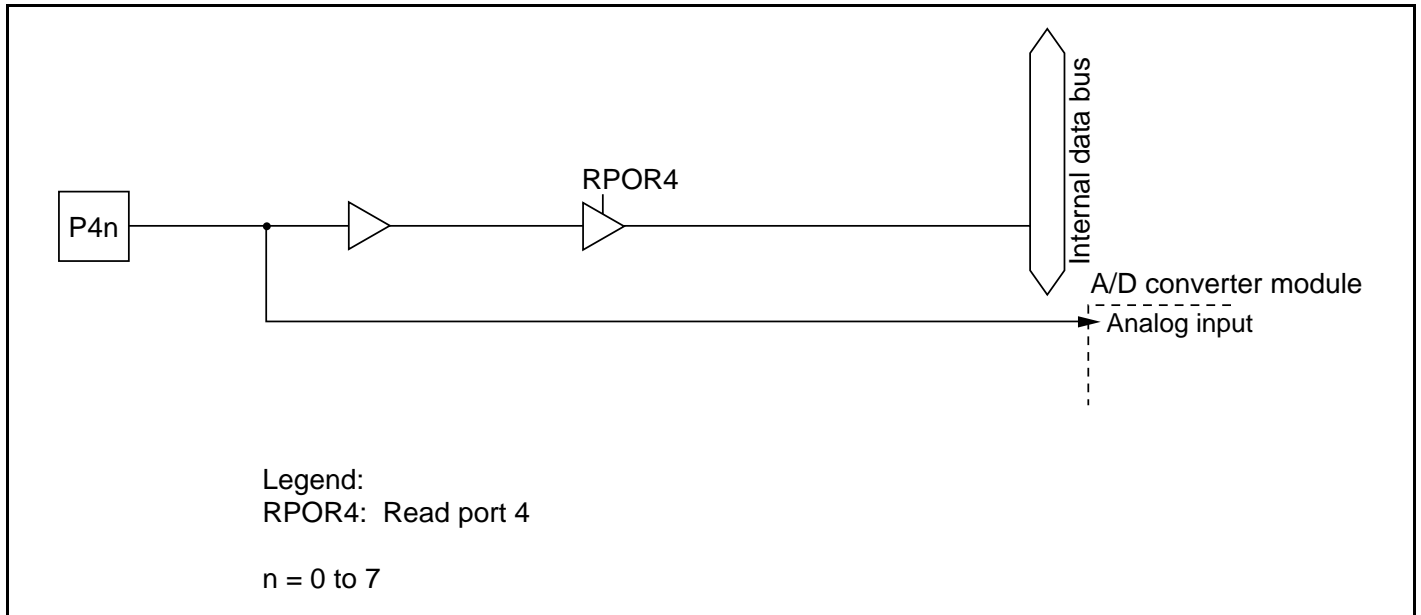 RPOR4
P4n
Internal data bus
A/D converter module
Analog input
Legend:
RPOR4: Read port 4
n = 0 to 7